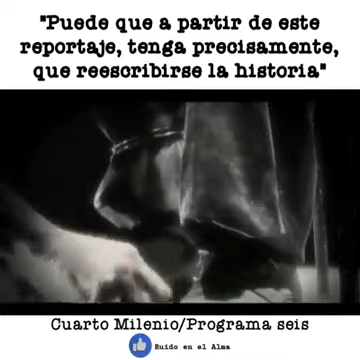 "Puede que a partir de este
reportaje, tenga precisamente,
que reescribirse la historia"
Cuarto Milenio/Programa seis
Ruido en el Alma